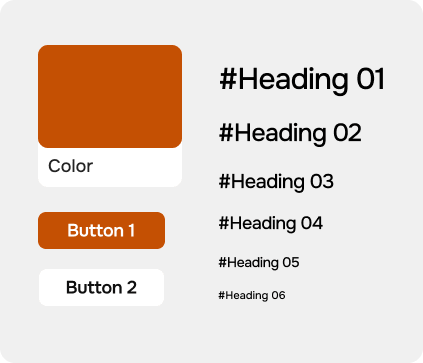 Color
Button 1
Button 2
#Heading 01
#Heading 02
#Heading 03
#Heading 04
#Heading 05
#Heading 06